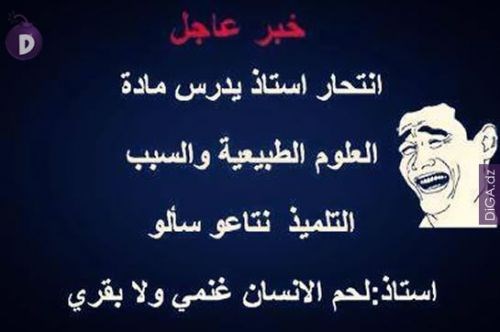 خبر عاجل
انتحار استاذ يدرس مادة
العلوم الطبيعية والسبب
التلميذ نتاعو سألو
استاذ:لحم الانسان غنمي ولا بقري
D
DiGA.dz